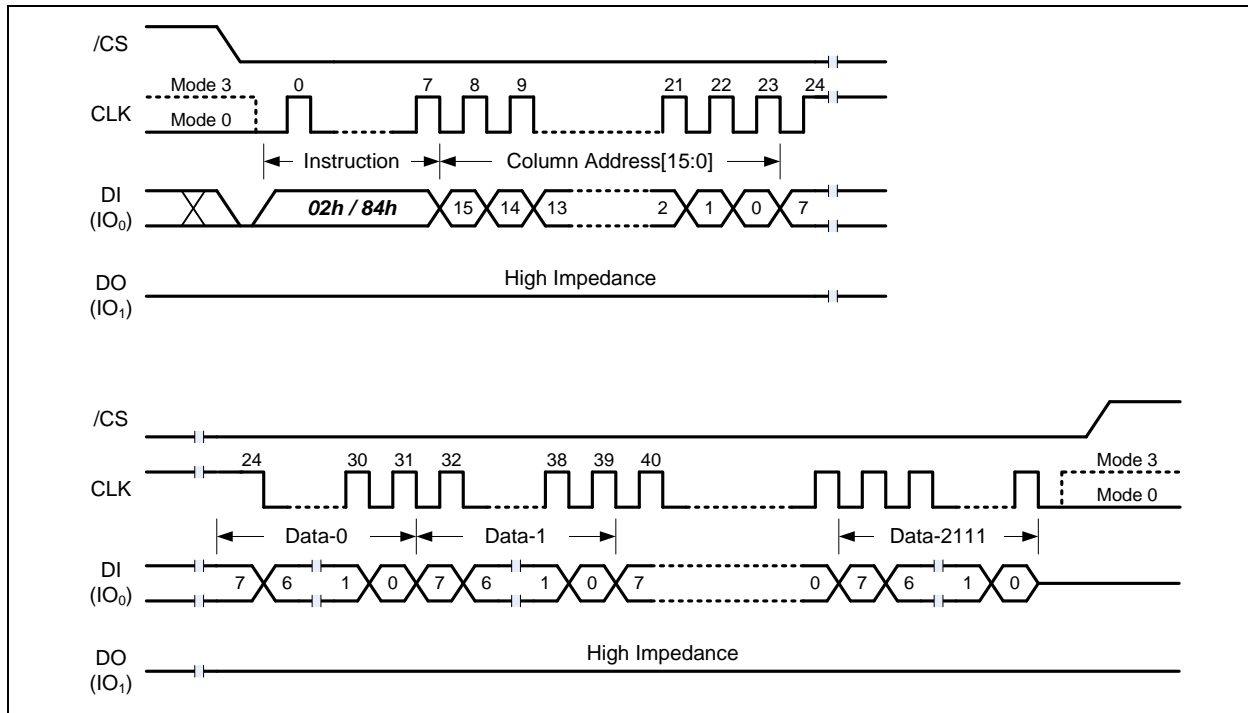 /CS
Mode 3 0 7 8 9 21 22 23 24
CLK
Mode 0
Instruction Column Address[15:0]
DI
(IO0)
02h / 84h 15 14 13 2 1 0 7
High Impedance
DO
(IO1)
/CS
24 30 31 32 38 39 40 Mode 3
CLK
Mode 0
Data-0 Data-1 Data-2111
DI
(IO0)
7 6 1 0 7 6 1 0 7 0 7 6 1 0
High Impedance
DO
(IO1)